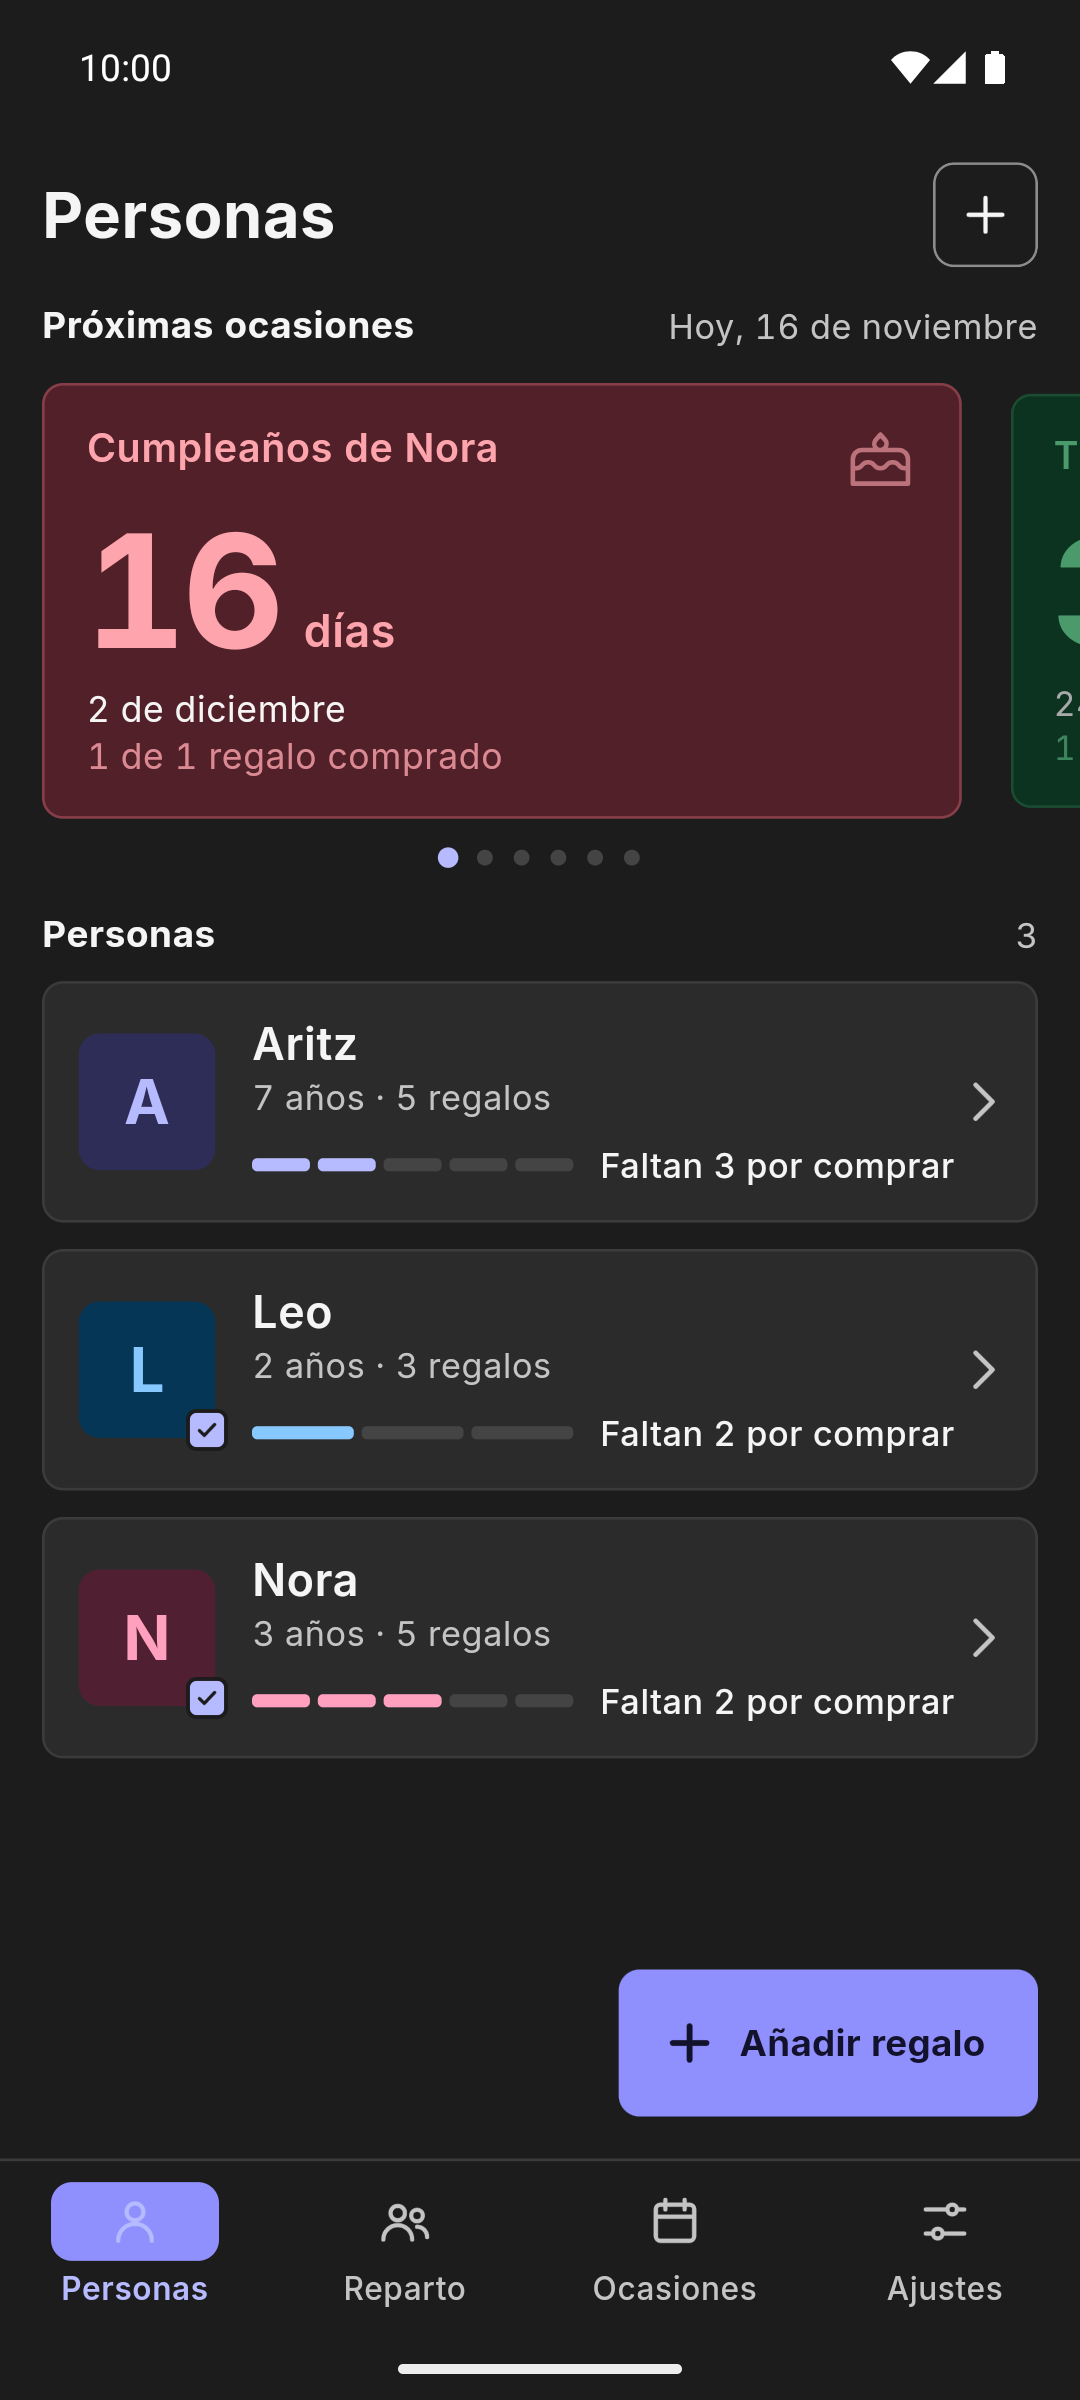 10:00
Personas
Próximas ocasiones
Hoy, 16 de noviembre
Cumpleaños de Nora
16 días
2 de diciembre
1 de 1 regalo comprado
Personas
3
A
Aritz
7 años · 5 regalos
Faltan 3 por comprar
L
Leo
2 años · 3 regalos
Faltan 2 por comprar
N
Nora
3 años · 5 regalos
Faltan 2 por comprar
Añadir regalo
Personas
Reparto
Ocasiones
Ajustes